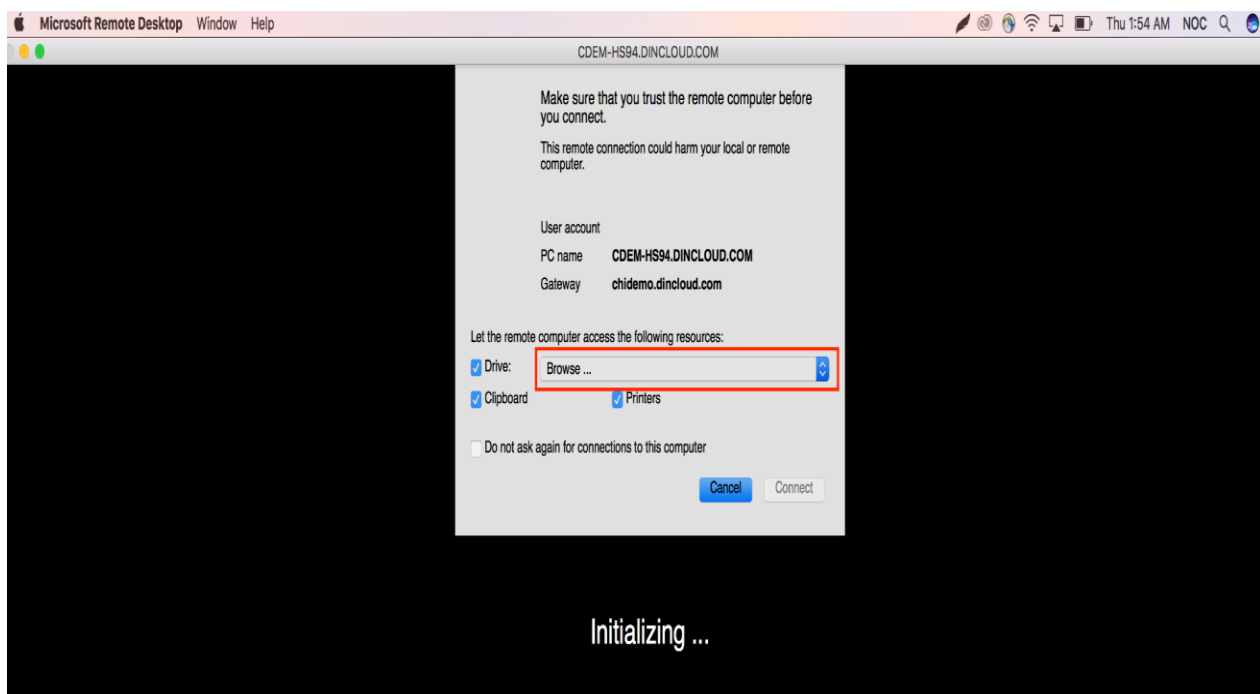 Microsoft Remote Desktop Window Help Thu 1:54 AM NOC
CDEM-HS94.DINCLOUD.COM
Make sure that you trust the remote computer before
you connect.
This remote connection could harm your local or remote
computer.
User account
PC name CDEM-HS94.DINCLOUD.COM
Gateway chidemo.dincloud.com
Let the remote computer access the following resources:
Drive: Browse ...
Clipboard Printers
Do not ask again for connections to this computer
Cancel Connect
Initializing ...